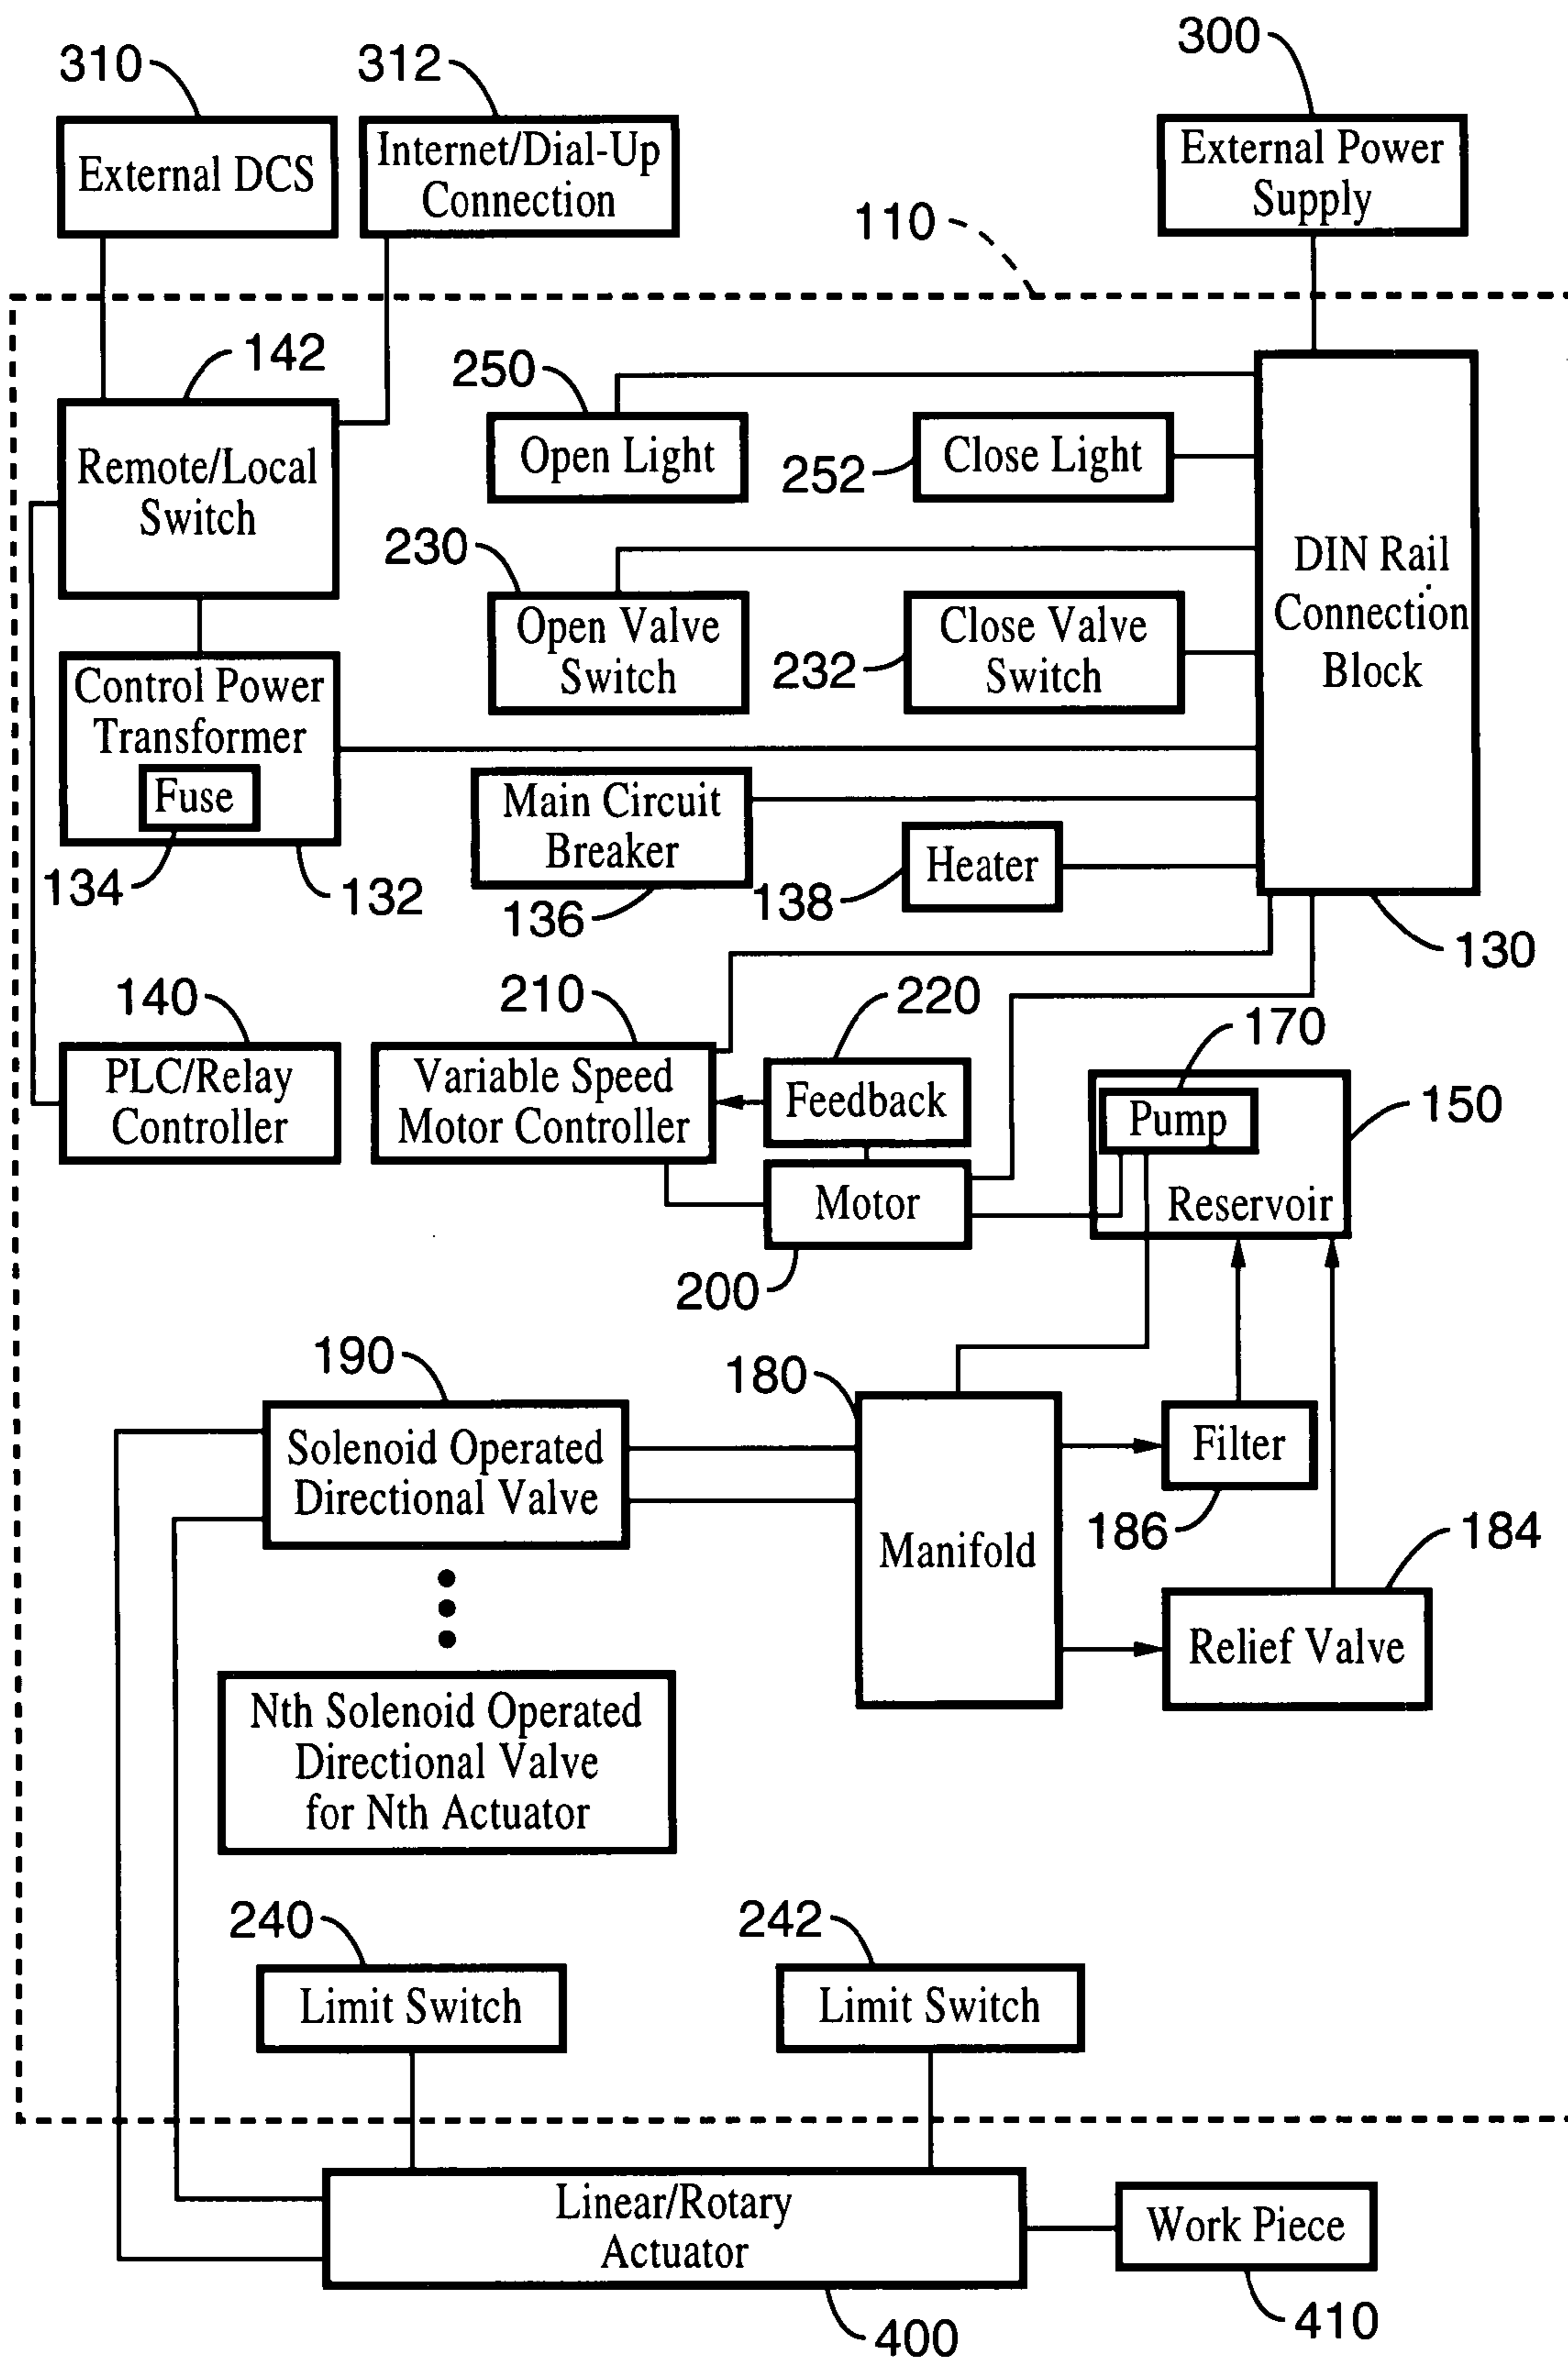 310
312
300
External DCS
Internet/Dial-Up
Connection
External Power
Supply
110
142
250
Remote/Local
Switch
Open Light
252
Close Light
230
Open Valve
Switch
232
Close Valve
Switch
DIN Rail
Connection
Block
Control Power
Transformer
Fuse
134
132
Main Circuit
Breaker
136
138
Heater
130
140
210
220
170
PLC/Relay
Controller
Variable Speed
Motor Controller
Feedback
Pump
150
Motor
Reservoir
200
190
180
Solenoid Operated
Directional Valve
Manifold
Filter
186
184
Relief Valve
Nth Solenoid Operated
Directional Valve
for Nth Actuator
240
242
Limit Switch
Limit Switch
Linear/Rotary
Actuator
Work Piece
400
410